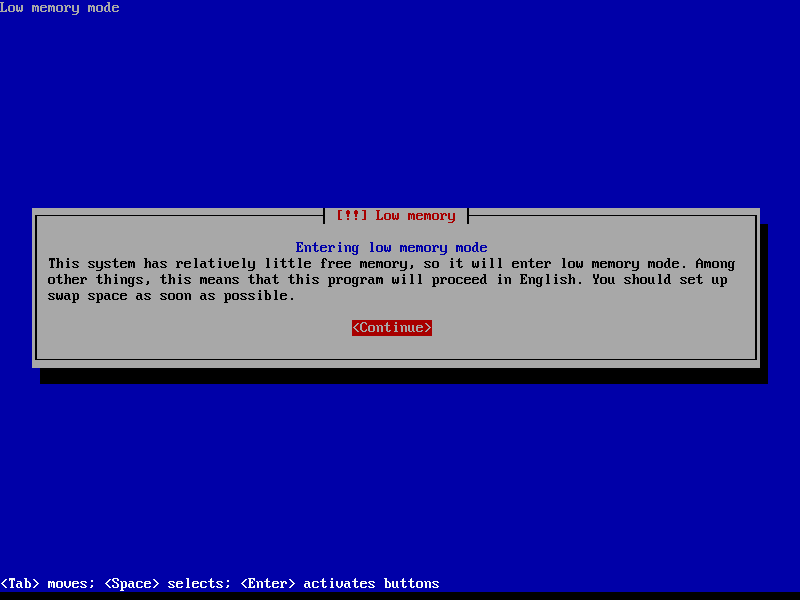 Low memory mode
[!!] Low memory
Entering low memory mode
This system has relatively little free memory, so it will enter low memory mode. Among
other things, this means that this program will proceed in English. You should set up
swap space as soon as possible.
<Continue>
<Tab> moves; <Space> selects; <Enter> activates buttons